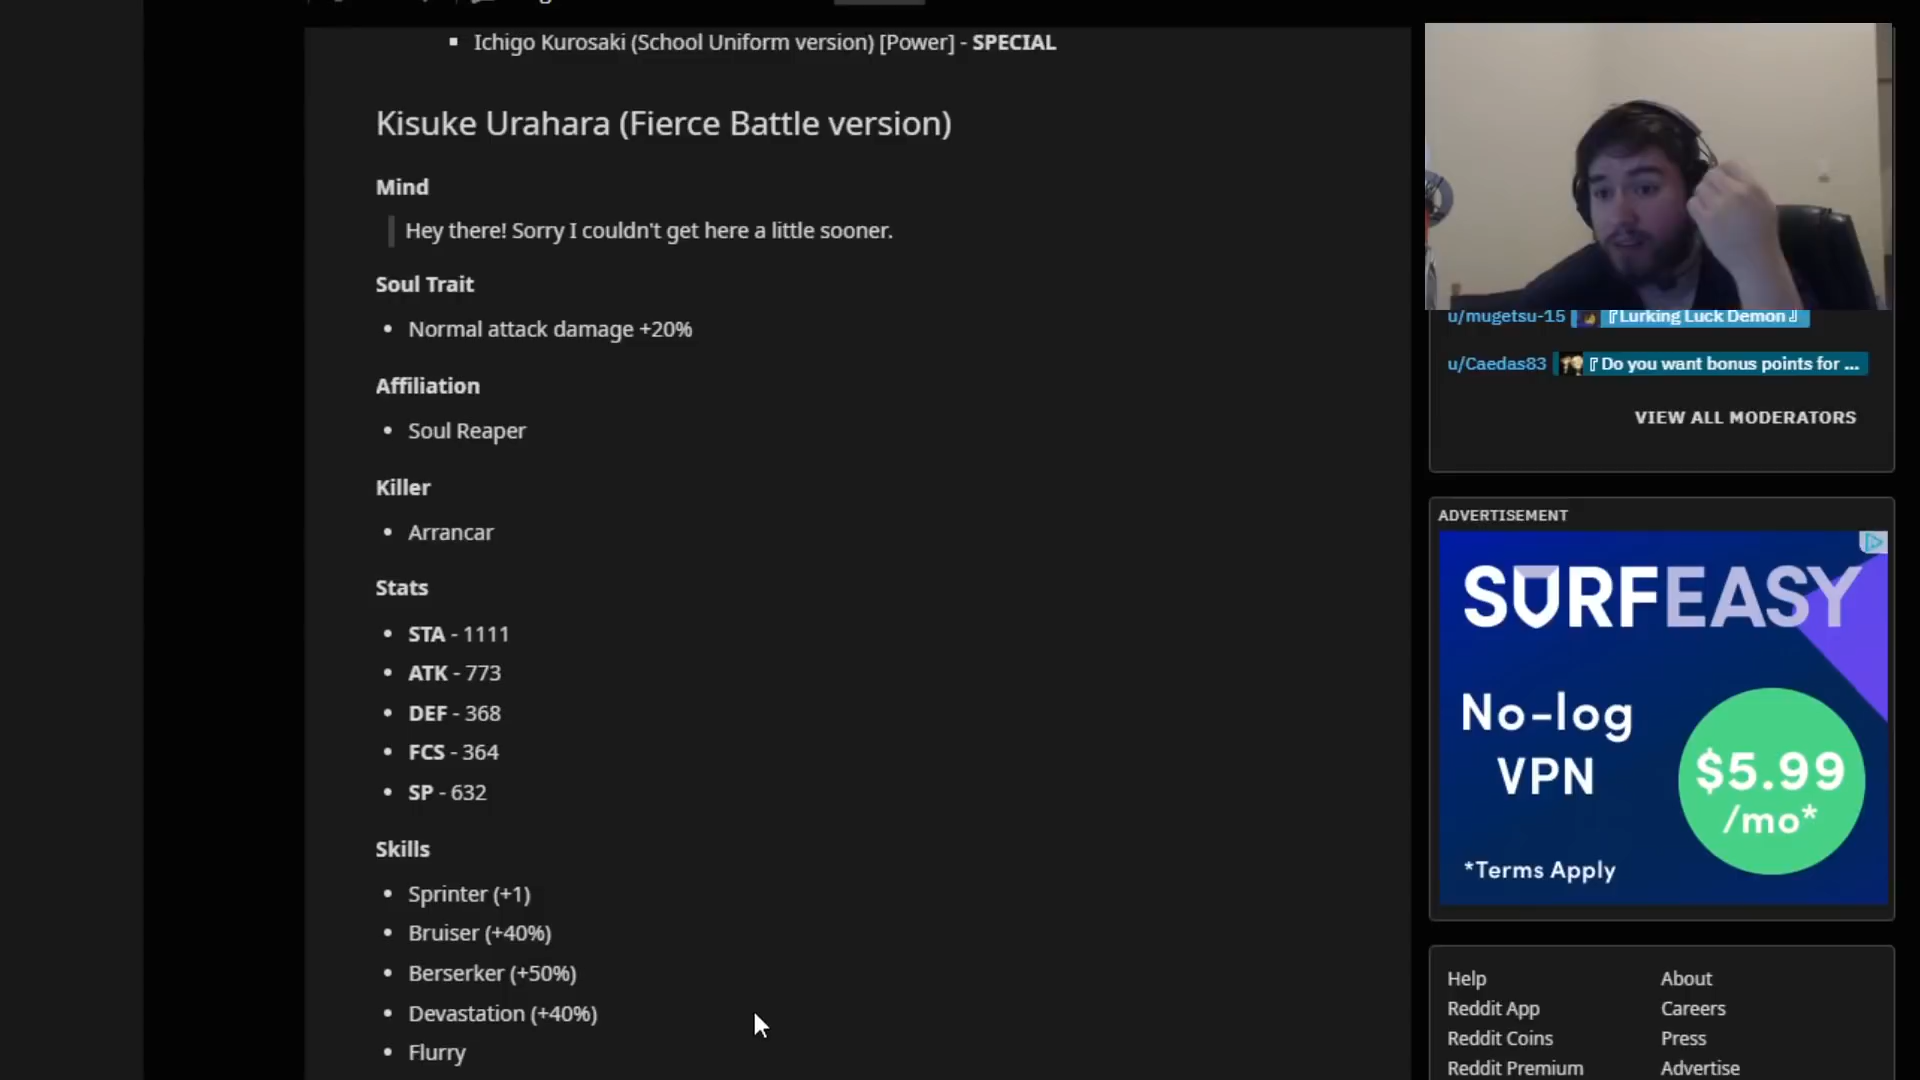 Ichigo Kurosaki (School Uniform version) [Power] - SPECIAL
Kisuke Urahara (Fierce Battle version)
Mind
Hey there! Sorry I couldn't get here a little sooner.
Soul Trait
Normal attack damage +20%
Affiliation
Soul Reaper
Killer
Arrancar
Stats
STA - 1111
ATK - 773
DEF - 368
FCS - 364
SP - 632
Skills
Sprinter (+1)
Bruiser (+40%)
Berserker (+50%)
Devastation (+40%)
Flurry
u/mugetsu-15 『Lurking Luck Demon』
u/Caedas83 『Do you want bonus points for ...
VIEW ALL MODERATORS
ADVERTISEMENT
SURFEASY
No-log
VPN
$5.99
/mo*
*Terms Apply
Help About
Reddit App Careers
Reddit Coins Press
Reddit Premium Advertise